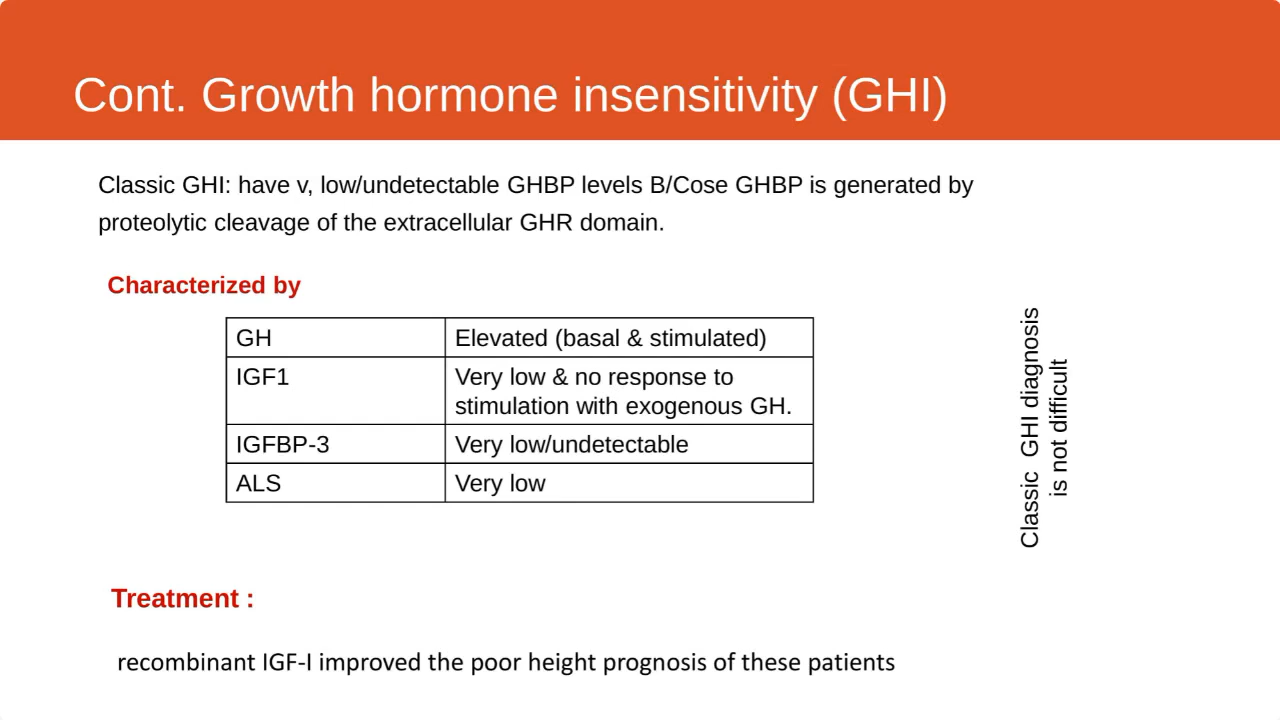 Cont. Growth hormone insensitivity (GHI)
Classic GHI: have v, low/undetectable GHBP levels B/Cose GHBP is generated by
proteolytic cleavage of the extracellular GHR domain.
Characterized by
GH Elevated (basal & stimulated)
IGF1 Very low & no response to
stimulation with exogenous GH.
IGFBP-3 Very low/undetectable
ALS Very low
Classic GHI diagnosis
is not difficult
Treatment :
recombinant IGF-I improved the poor height prognosis of these patients